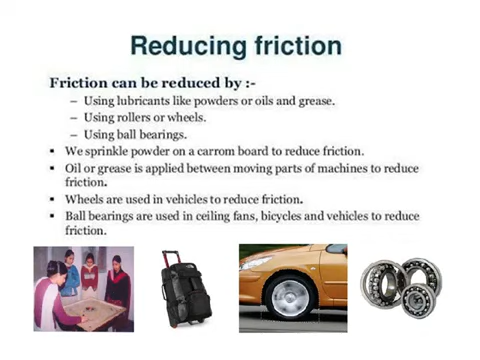 Reducing friction
Friction can be reduced by :-
– Using lubricants like powders or oils and grease.
– Using rollers or wheels.
– Using ball bearings.
▪ We sprinkle powder on a carrom board to reduce friction.
▪ Oil or grease is applied between moving parts of machines to reduce
friction.
▪ Wheels are used in vehicles to reduce friction.
▪ Ball bearings are used in ceiling fans, bicycles and vehicles to reduce
friction.